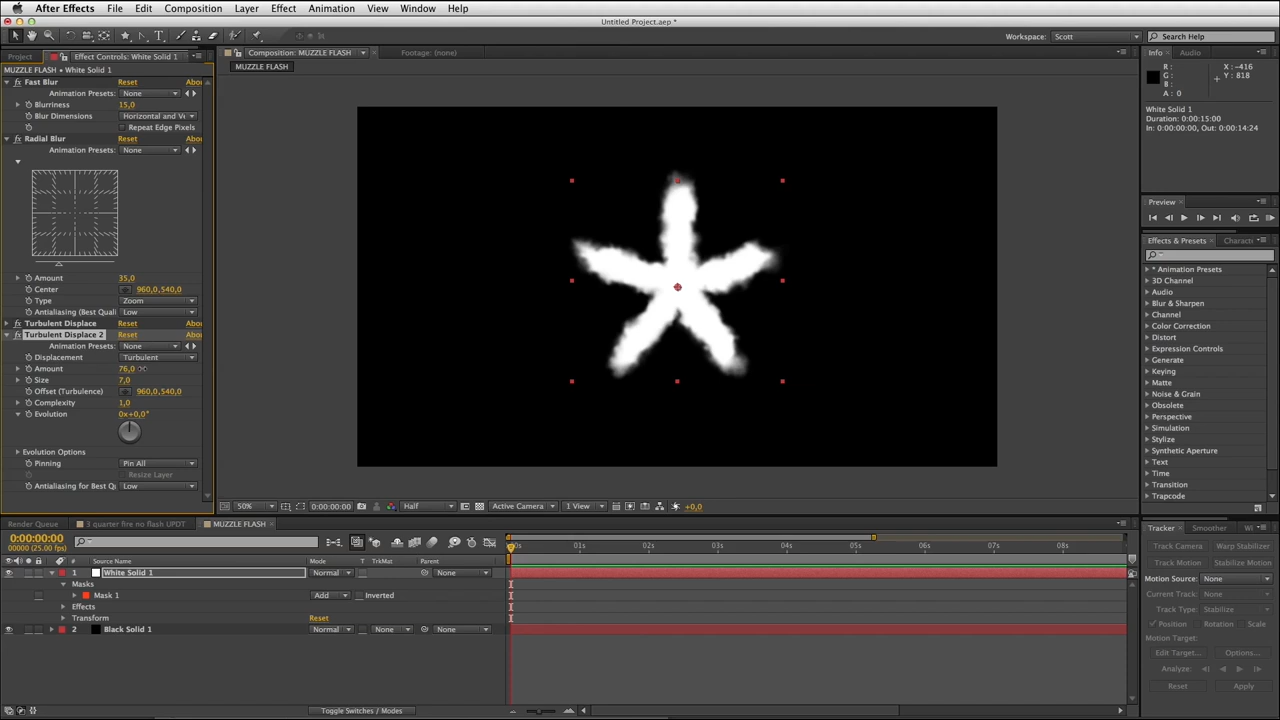 After Effects File Edit Composition Layer Effect Animation View Window Help
Untitled Project.aep *
Workspace: Scott Search Help
Project Effect Controls: White Solid 1
Composition: MUZZLE FLASH Footage: (none)
Info Audio
MUZZLE FLASH • White Solid 1
MUZZLE FLASH
Fast Blur Reset Abou
Animation Presets: None
Blurriness 15,0
Blur Dimensions Horizontal and Ve
Repeat Edge Pixels
Radial Blur Reset Abou
Animation Presets: None
Amount 35,0
Center 960,0,540,0
Type Zoom
Antialiasing (Best Quali Low
Turbulent Displace Reset Abou
Turbulent Displace 2 Reset Abou
Animation Presets: None
Displacement Turbulent
Amount 76,0
Size 7,0
Offset (Turbulence) 960,0,540,0
Complexity 1,0
Evolution 0x+0,0°
Evolution Options
Pinning Pin All
Resize Layer
Antialiasing for Best Q Low
50% 0:00:00:00 Half Active Camera 1 View +0,0
R :
G :
B :
A : 0
X : -416
Y : 818
White Solid 1
Duration: 0:00:15:00
In: 0:00:00:00, Out: 0:00:14:24
Preview
Effects & Presets Charact
* Animation Presets
3D Channel
Audio
Blur & Sharpen
Channel
Color Correction
Distort
Expression Controls
Generate
Keying
Matte
Noise & Grain
Obsolete
Perspective
Simulation
Stylize
Synthetic Aperture
Text
Time
Transition
Trapcode
Render Queue 3 quarter fire no flash UPDT MUZZLE FLASH
0:00:00:00
00000 (25.00 fps)
# Source Name Mode T TrkMat Parent
0s 01s 02s 03s 04s 05s 06s 07s 08s
1 White Solid 1 Normal None
Masks
Mask 1 Add Inverted
Effects
Transform Reset
2 Black Solid 1 Normal None None
Toggle Switches / Modes
Tracker Smoother Wi
Track Camera Warp Stabilizer
Track Motion Stabilize Motion
Motion Source: None
Current Track: None
Track Type: Stabilize
Position Rotation Scale
Motion Target:
Edit Target... Options...
Analyze:
Reset Apply